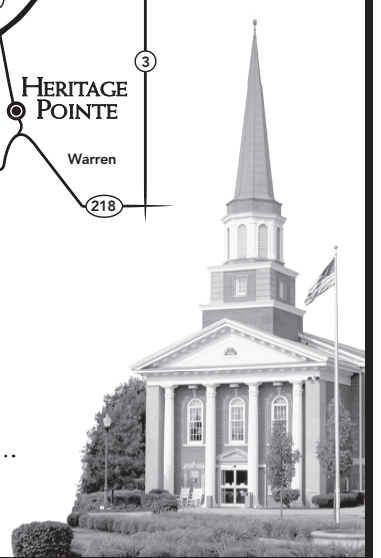 3
HERITAGE
POINTE
Warren
218
..